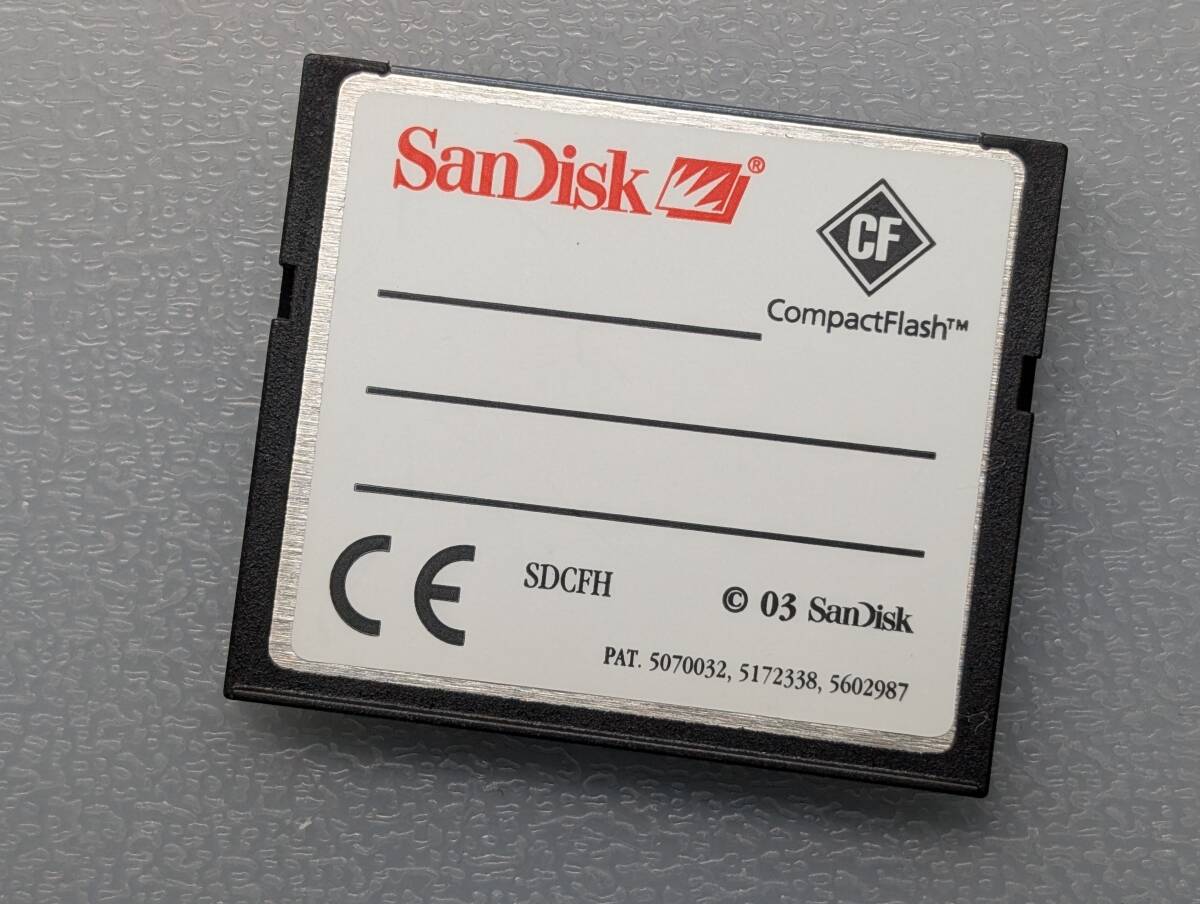 SanDisk ®
CF
CompactFlash™
CE
SDCFH
© 03 SanDisk
PAT. 5070032, 5172338, 5602987